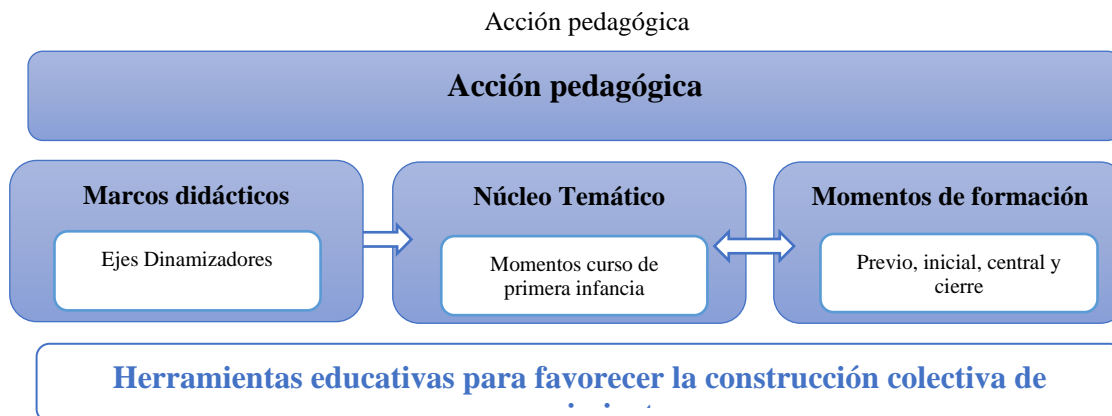 Acción pedagógica
Acción pedagógica
Marcos didácticos
Ejes Dinamizadores
Núcleo Temático
Momentos curso de
primera infancia
Momentos de formación
Previo, inicial, central y
cierre
Herramientas educativas para favorecer la construcción colectiva de